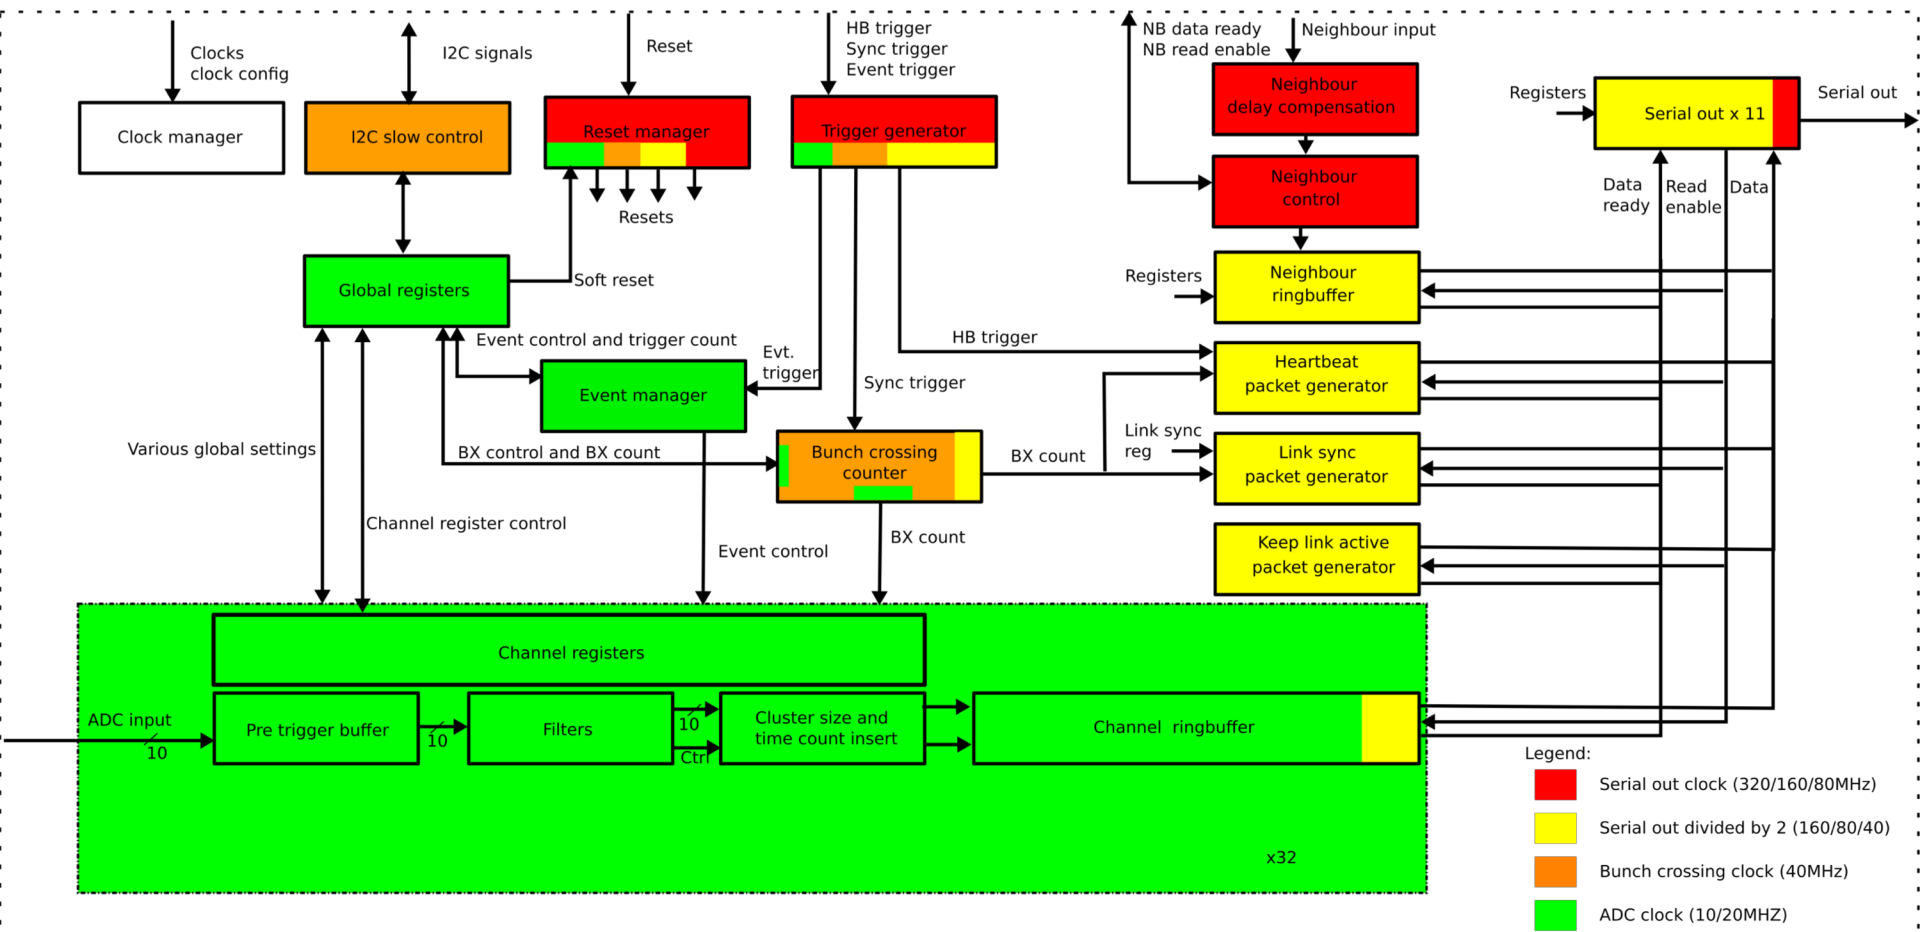 Clocks
clock config
I2C signals
Reset
HB trigger
Sync trigger
Event trigger
NB data ready
NB read enable
Neighbour input
Clock manager
I2C slow control
Reset manager
Trigger generator
Neighbour
delay compensation
Registers
Serial out x 11
Serial out
Resets
Neighbour
control
Data
ready
Read
enable
Data
Global registers
Soft reset
Registers
Neighbour
ringbuffer
Event control and trigger count
Evt.
trigger
HB trigger
Heartbeat
packet generator
Event manager
Sync trigger
Various global settings
BX control and BX count
Bunch crossing
counter
BX count
Link sync
reg
Link sync
packet generator
Channel register control
Event control
BX count
Keep link active
packet generator
Channel registers
ADC input
10
Pre trigger buffer
10
Filters
10
Ctrl
Cluster size and
time count insert
Channel ringbuffer
x32
Legend:
Serial out clock (320/160/80MHz)
Serial out divided by 2 (160/80/40)
Bunch crossing clock (40MHz)
ADC clock (10/20MHZ)